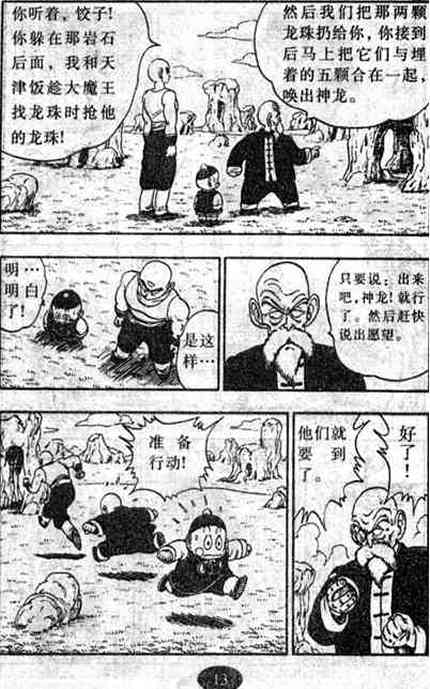 你听着，饺子！
你躲在那岩石
后面，我和天
津饭趁大魔王
找龙珠时抢他
的龙珠！
然后我们把那两颗
龙珠扔给你，你接到
后马上把它们与埋
着的五颗合在一起，
唤出神龙。
只要说：出来
吧，神龙！就行
了。然后赶快
说出愿望。
是这
样…
明…
明白
了！
好
了！
他们就
要到
了。
准备
行动！
13